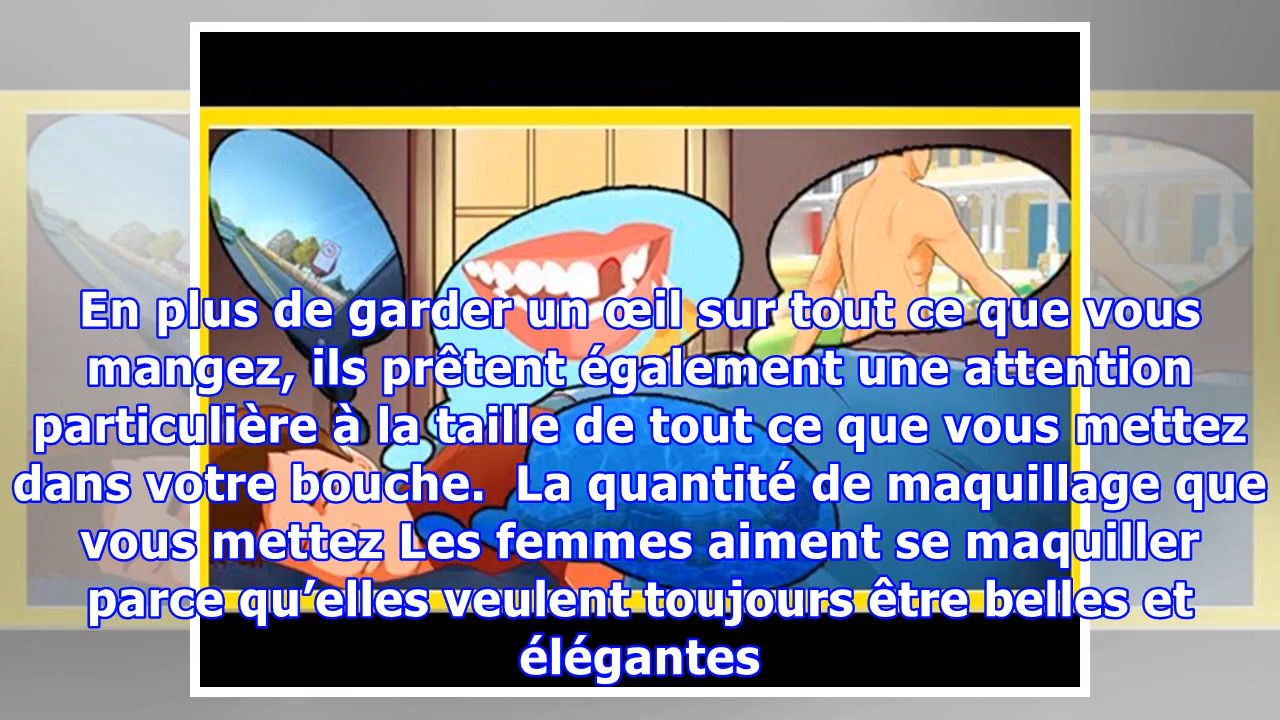 En plus de garder un œil sur tout ce que vous
mangez, ils prêtent également une attention
particulière à la taille de tout ce que vous mettez
dans votre bouche.  La quantité de maquillage que
vous mettez Les femmes aiment se maquiller
parce qu’elles veulent toujours être belles et
élégantes